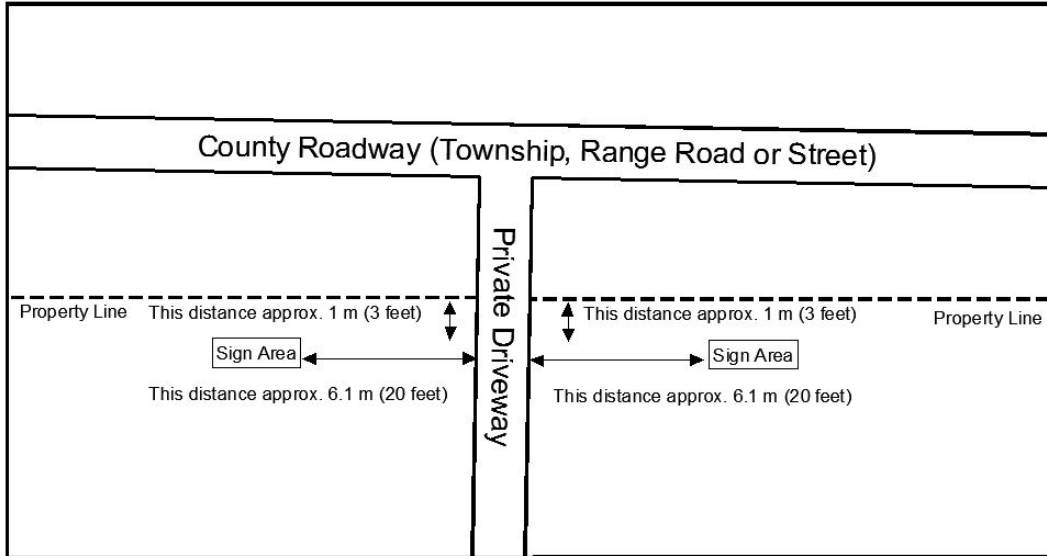 County Roadway (Township, Range Road or Street)
Private Driveway
Property Line
This distance approx. 1 m (3 feet)
This distance approx. 1 m (3 feet)
Property Line
Sign Area
Sign Area
This distance approx. 6.1 m (20 feet)
This distance approx. 6.1 m (20 feet)